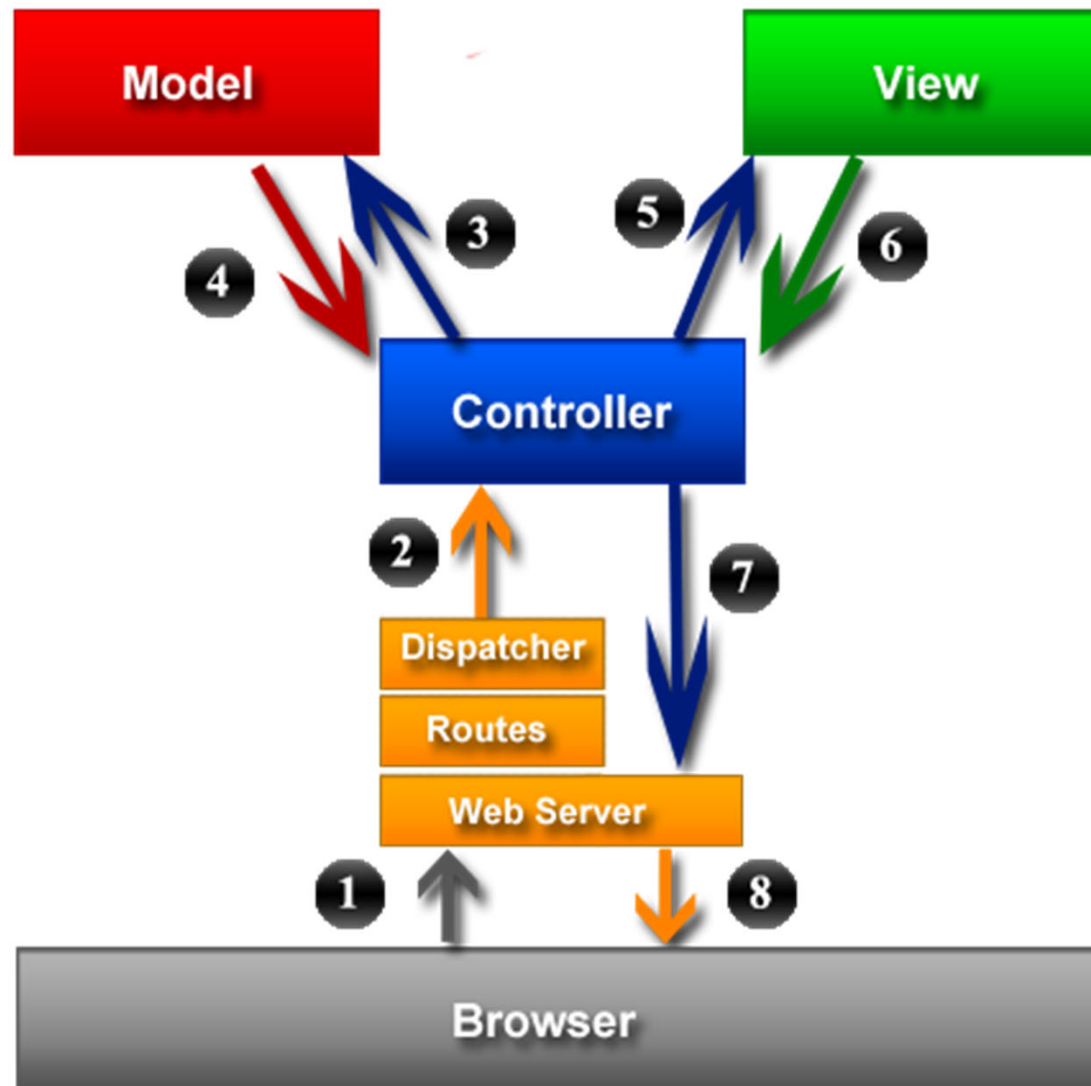 Model
View
3
5
4
6
Controller
2
7
Dispatcher
Routes
Web Server
1
8
Browser